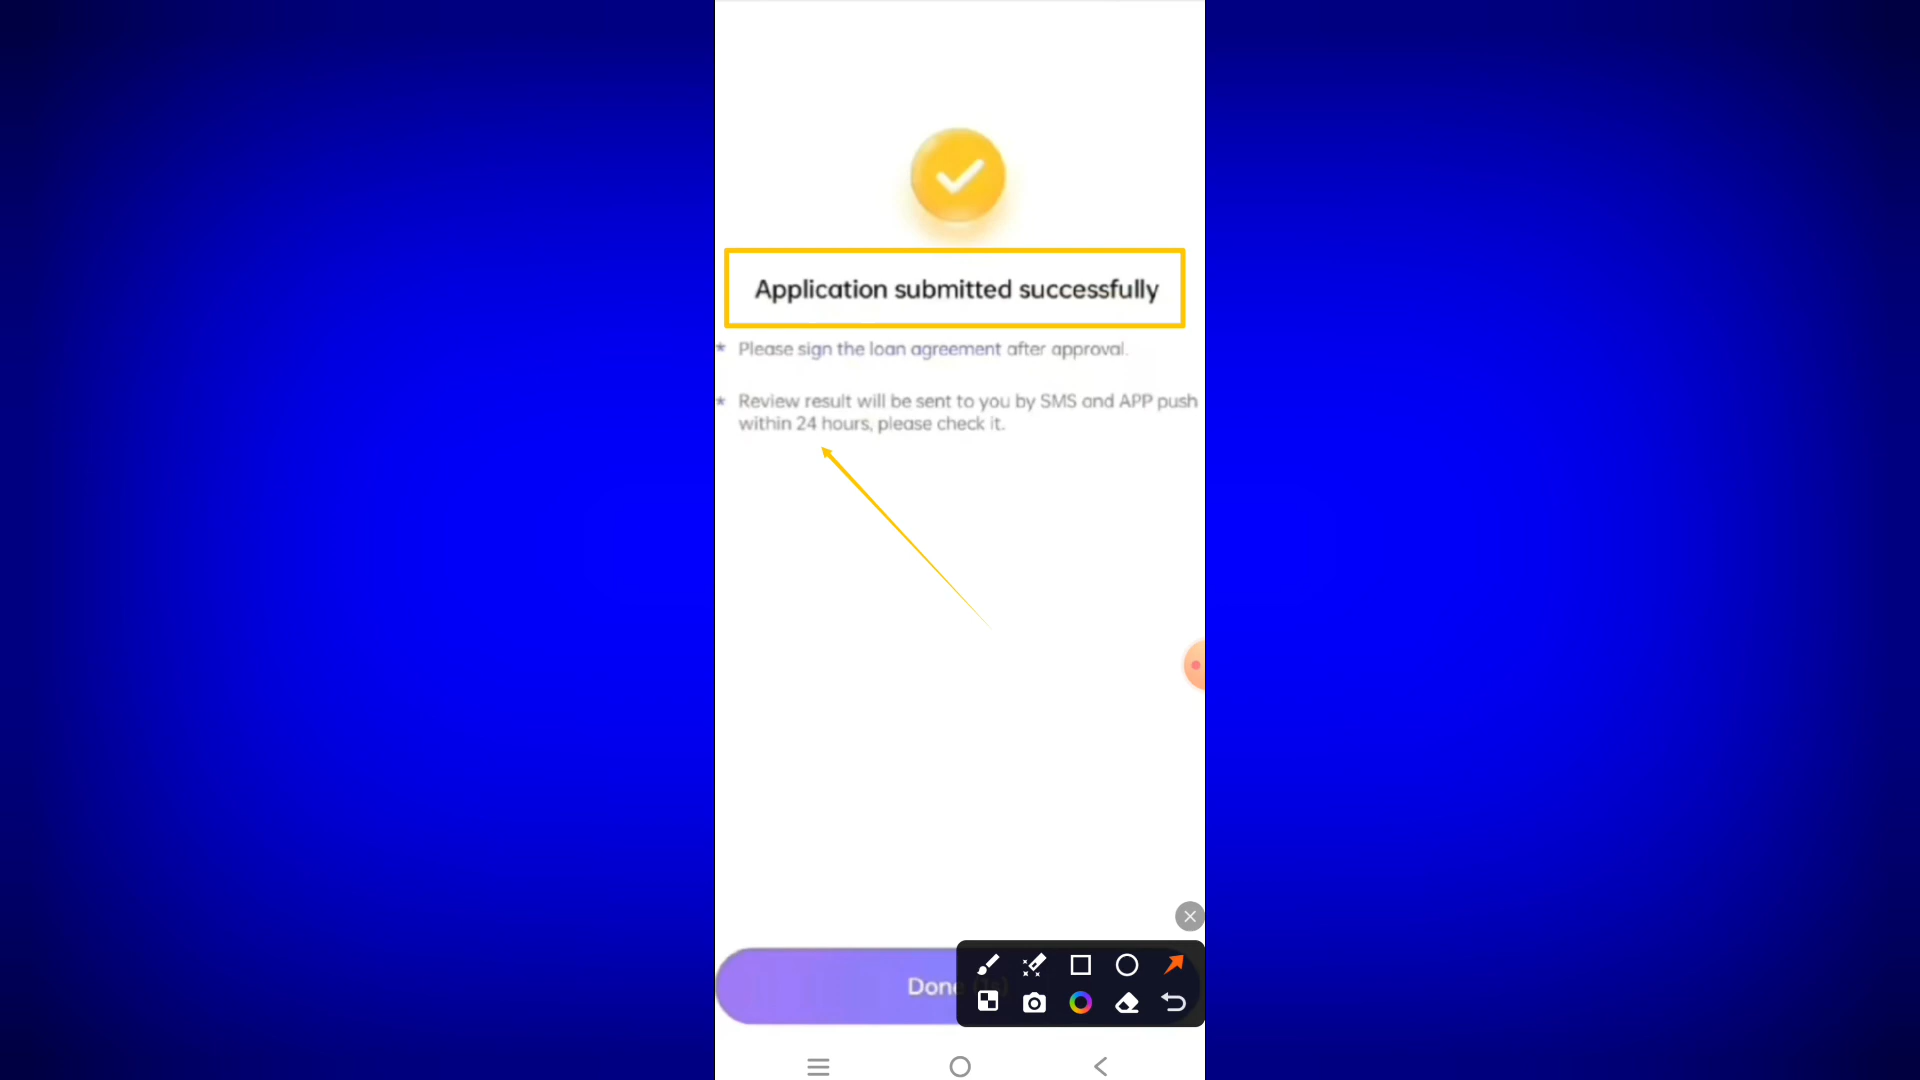 Application submitted successfully
* Please sign the loan agreement after approval.
* Review result will be sent to you by SMS and APP push
within 24 hours, please check it.
Done